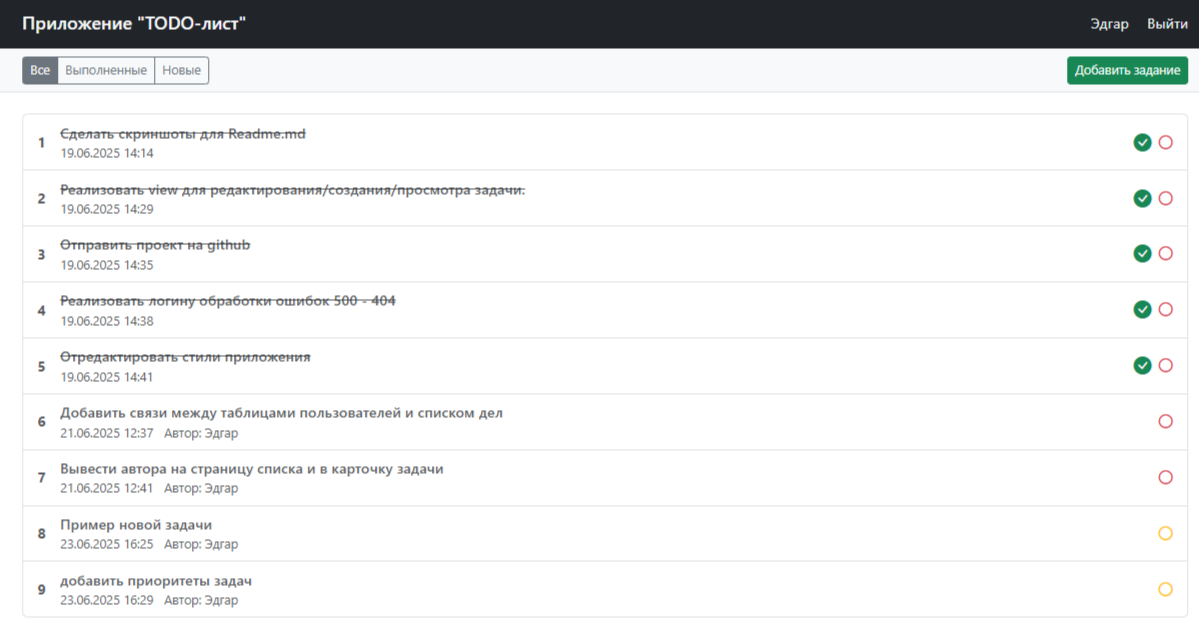 Приложение "TODO-лист"
Эдгар Выйти
Все Выполненные Новые
Добавить задание
1 Сделать скриншоты для Readme.md
19.06.2025 14:14
2 Реализовать view для редактирования/создания/просмотра задачи.
19.06.2025 14:29
3 Отправить проект на github
19.06.2025 14:35
4 Реализовать логину обработки ошибок 500 - 404
19.06.2025 14:38
5 Отредактировать стили приложения
19.06.2025 14:41
6 Добавить связи между таблицами пользователей и списком дел
21.06.2025 12:37 Автор: Эдгар
7 Вывести автора на страницу списка и в карточку задачи
21.06.2025 12:41 Автор: Эдгар
8 Пример новой задачи
23.06.2025 16:25 Автор: Эдгар
9 добавить приоритеты задач
23.06.2025 16:29 Автор: Эдгар